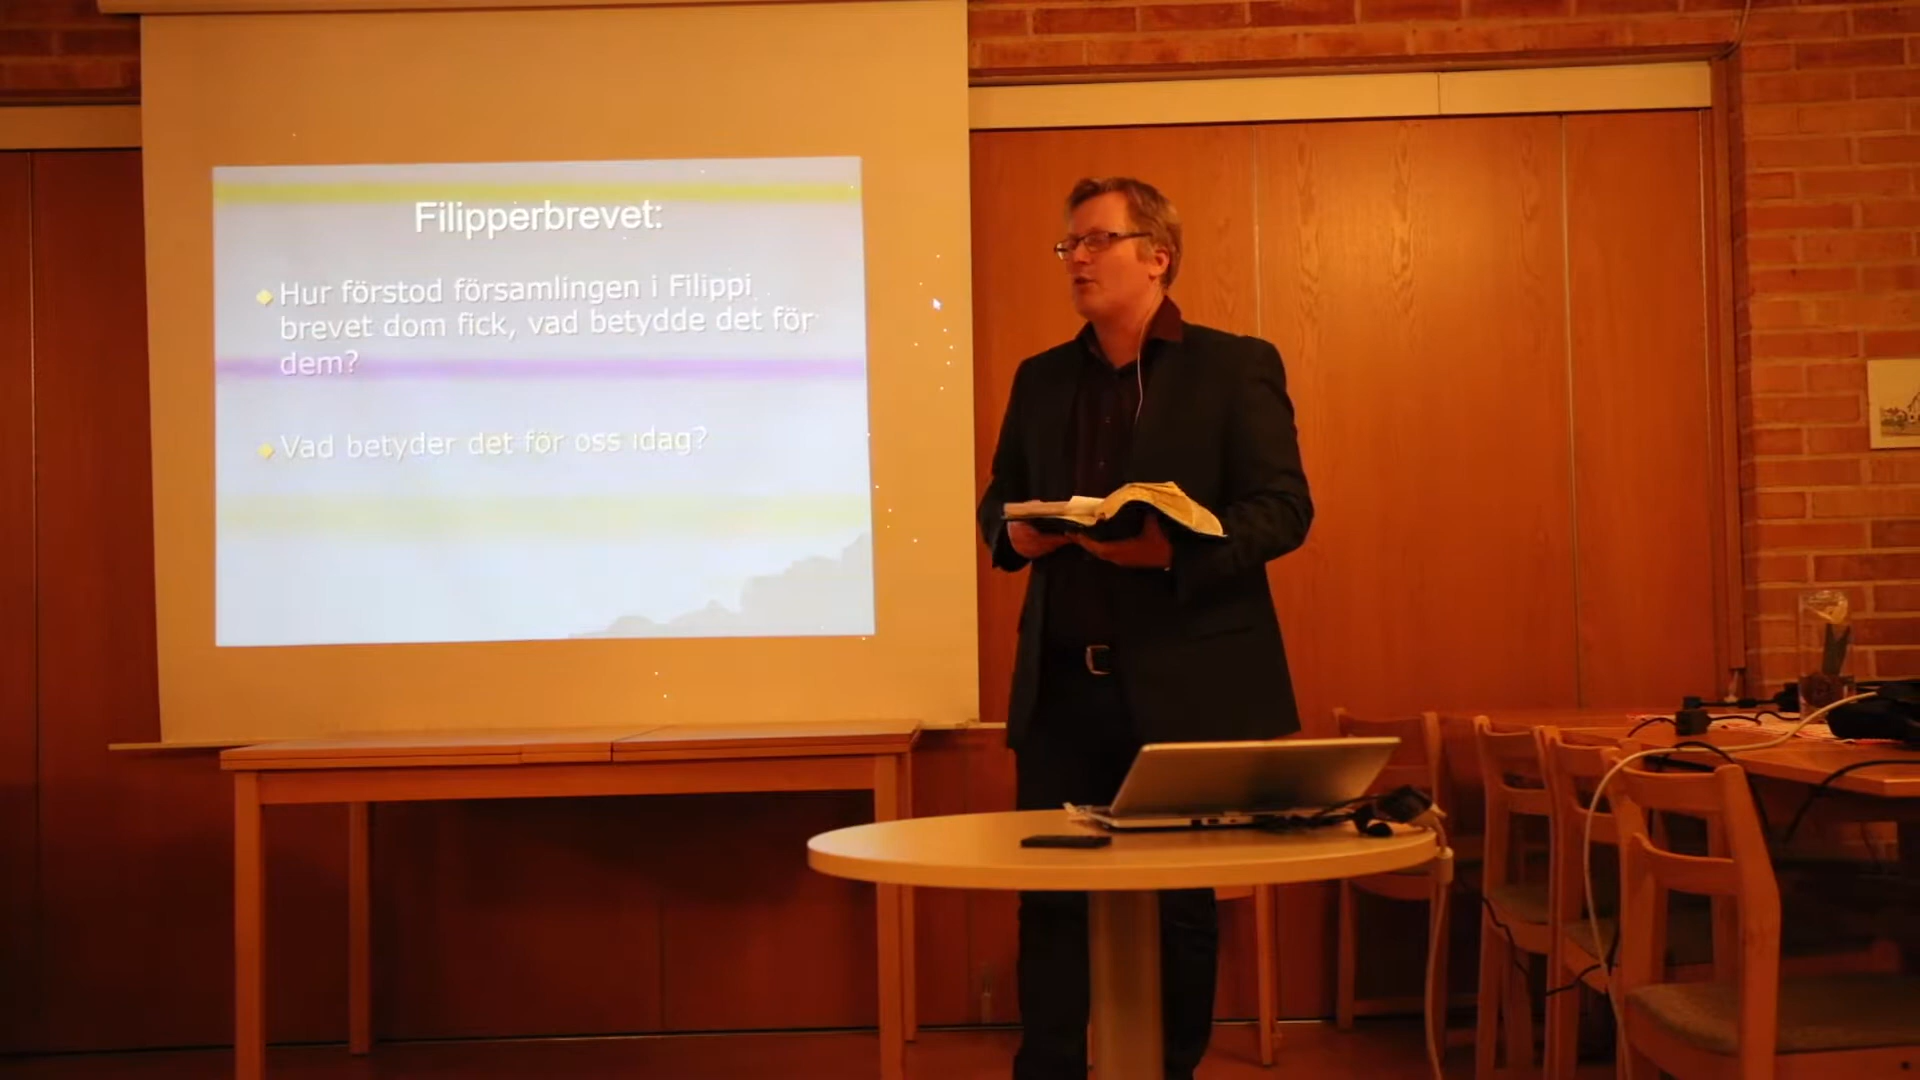 Filipperbrevet:
Hur förstod församlingen i Filippi
brevet dom fick, vad betydde det för
dem?
Vad betyder det för oss idag?